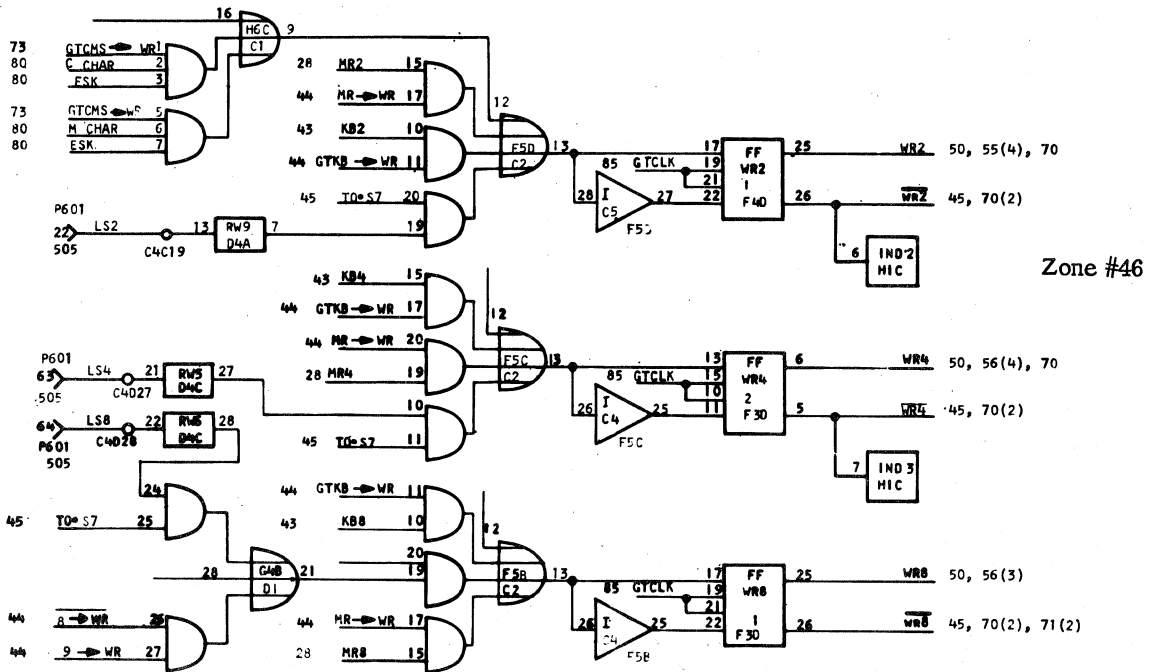 16
H6C
C1
9
73 GTCMS WR 1
80 C CHAR 2
80 ESK 3
73 GTCMS WR 5
80 M CHAR 6
80 ESK 7
28 MR2 15
44 MR WR 17
43 KB2 10
44 GTKB WR 11
45 TO•S7 20
19
12
F5D
C2
13
28 I C5 27
F5D
85 GTCLK
17 FF 25 WR2 50, 55(4), 70
19 WR2
21 1
22 F4D 26 WR2 45, 70(2)
6 IND 2
H1C
P601
22 LS2 13 RW9 7
505 C4C19 D4A
Zone #46
43 KB4 15
44 GTKB WR 17
44 MR WR 20
28 MR4 19
10
45 TO•S7 11
12
F5C
C2
13
26 I C4 25
F5C
85 GTCLK
13 FF 6 WR4 50, 56(4), 70
15 WR4
10 2
11 F3D 5 WR4 45, 70(2)
7 IND 3
H1C
P601
63 LS4 21 RW5 27
505 C4D27 D4C
64 LS8 22 RW6 28
P601 C4D28 D4C
505
24
45 TO•S7 25
28 G4B 21
D1
44 8 WR 26
44 9 WR 27
44 GTKB WR 11
43 KB8 10
20
19
44 MR WR 17
28 MR8 15
12
F5B
C2
13
26 I C4 25
F5B
85 GTCLK
17 FF 25 WR8 50, 56(3)
19 WR8
21 1
22 F3D 26 WR8 45, 70(2), 71(2)